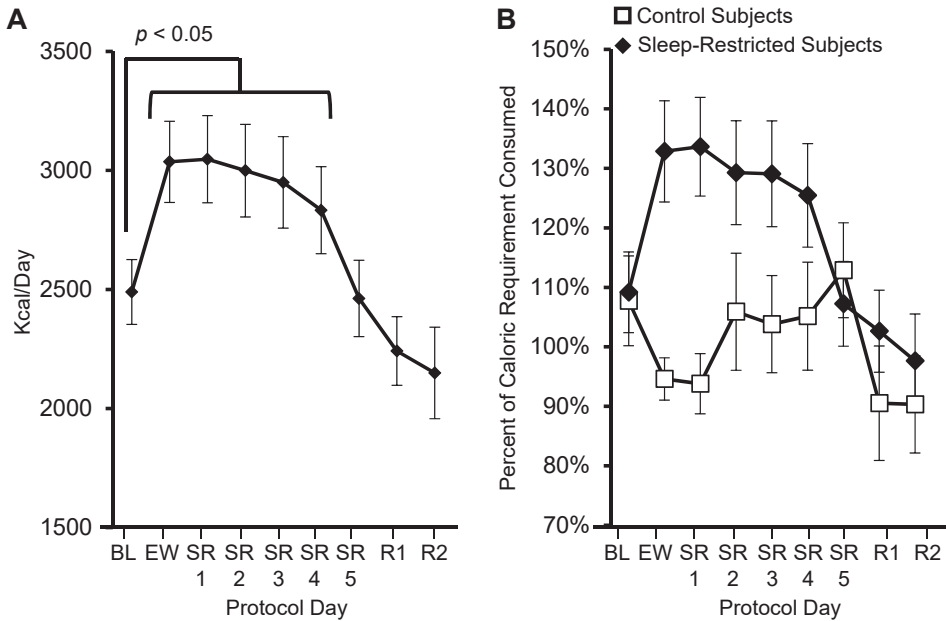 A
p < 0.05
3500
3000
2500
2000
1500
Kcal/Day
BL EW SR SR SR SR SR R1 R2
1 2 3 4 5
Protocol Day
B
Control Subjects
Sleep-Restricted Subjects
150%
140%
130%
120%
110%
100%
90%
80%
70%
Percent of Caloric Requirement Consumed
BL EW SR SR SR SR SR R1 R2
1 2 3 4 5
Protocol Day